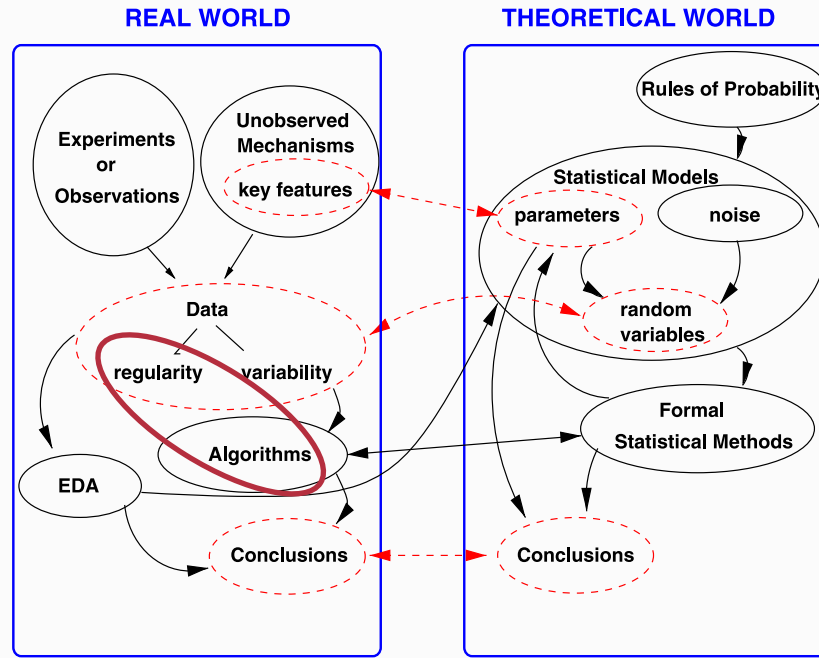 REAL WORLD
THEORETICAL WORLD
Experiments
or
Observations
Unobserved
Mechanisms
key features
Data
regularity
variability
Algorithms
EDA
Conclusions
Rules of Probability
Statistical Models
parameters
noise
random
variables
Formal
Statistical Methods
Conclusions